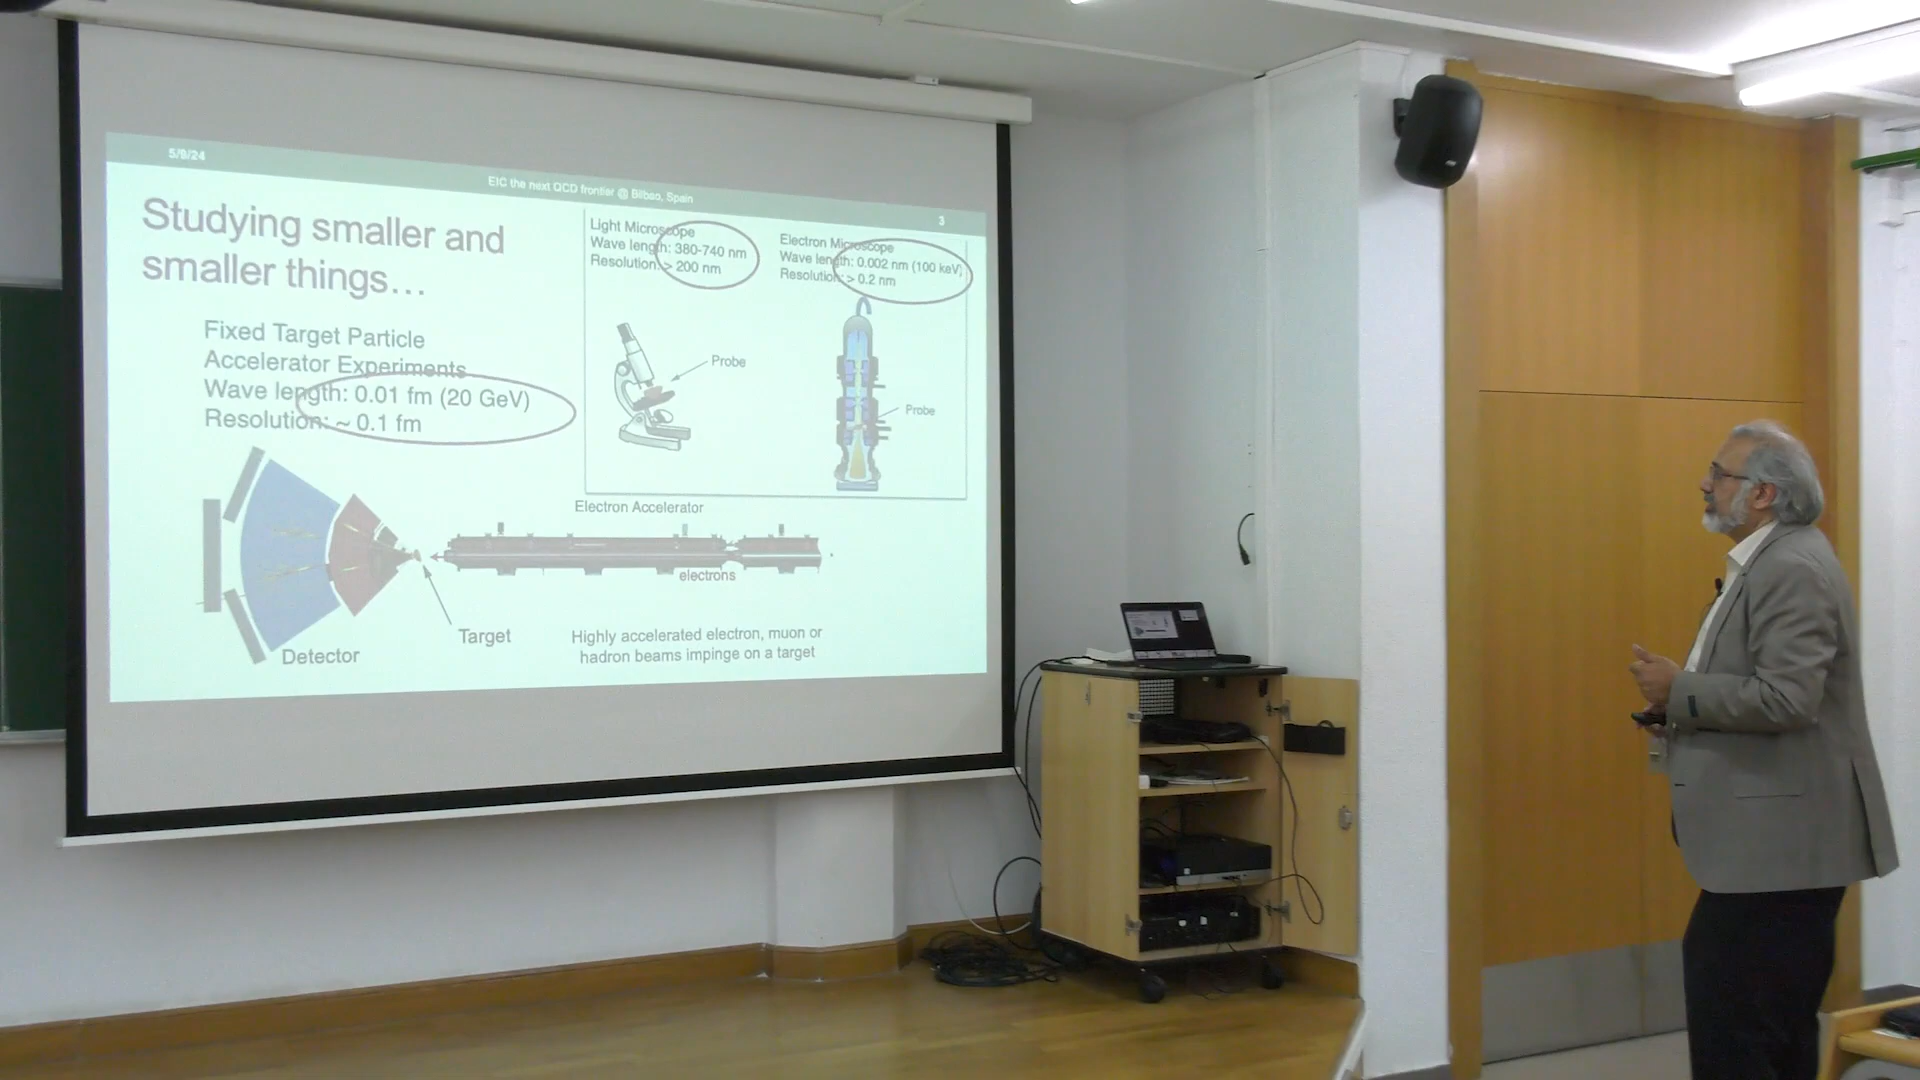 5/9/24
EIC the next QCD frontier @ Bilbao, Spain
3
Studying smaller and
smaller things...
Light Microscope
Wave length: 380-740 nm
Resolution: > 200 nm
Electron Microscope
Wave length: 0.002 nm (100 keV)
Resolution: > 0.2 nm
Fixed Target Particle
Accelerator Experiments
Wave length: 0.01 fm (20 GeV)
Resolution: ~ 0.1 fm
Probe
Probe
Electron Accelerator
electrons
Target
Detector
Highly accelerated electron, muon or
hadron beams impinge on a target